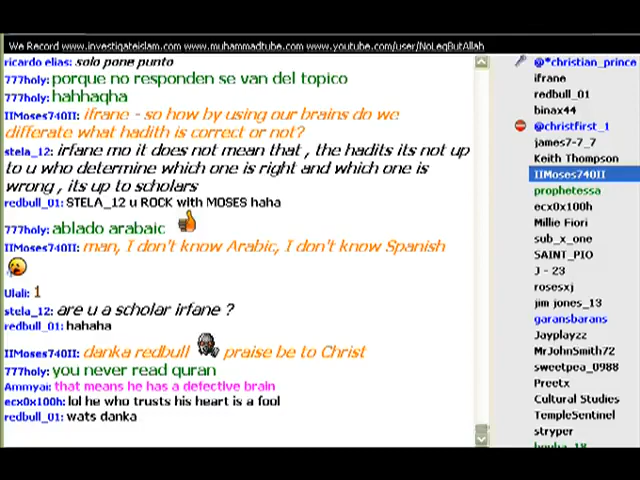 We Record www.investigateislam.com www.muhammadtube.com www.youtube.com/user/NoLeqButAllah
ricardo elias: solo pone punto
777holy: porque no responden se van del topico
777holy: hahhaqha
IIMoses740II: ifrane - so how by using our brains do we
differate what hadith is correct or not?
stela_12: irfane mo it does not mean that , the hadits its not up
to u who determine which one is right and which one is
wrong , its up to scholars
redbull_01: STELA_12 u ROCK with MOSES haha
777holy: ablado arabaic
IIMoses740II: man, I don't know Arabic, I don't know Spanish
Ulali: 1
stela_12: are u a scholar irfane ?
redbull_01: hahaha
IIMoses740II: danka redbull praise be to Christ
777holy: you never read quran
Ammyai: that means he has a defective brain
ecx0x100h: lol he who trusts his heart is a fool
redbull_01: wats danka
@*christian_prince
ifrane
redbull_01
binax44
@christfirst_1
james7-7_7
Keith Thompson
IIMoses740II
prophetessa
ecx0x100h
Millie Fiori
sub_x_one
SAINT_PIO
J - 23
rosesxj
jim jones_13
garansbarans
Jayplayzz
MrJohnSmith72
sweetpea_0988
Preetx
Cultural Studies
TempleSentinel
stryper